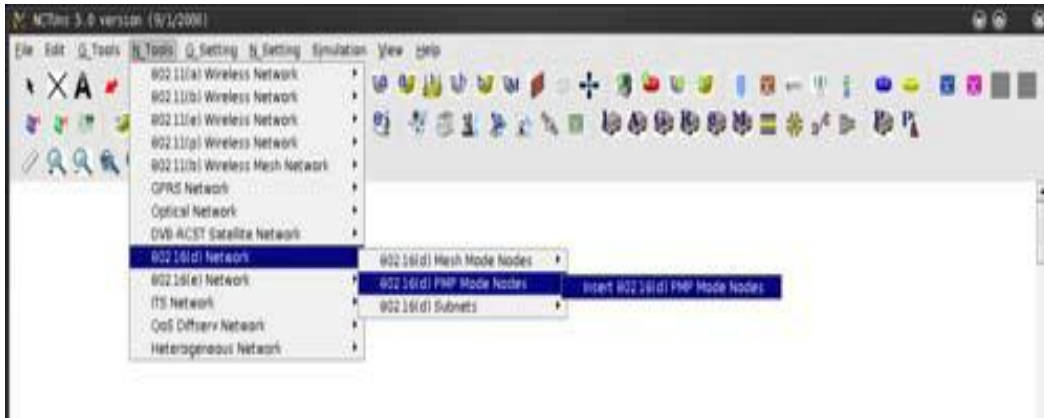 NCTUns 5.0 version (9/1/2008)
File Edit G_Tools N_Tools G_Setting N_Setting Simulation View Help
802.11(a) Wireless Network
802.11(b) Wireless Network
802.11(e) Wireless Network
802.11(p) Wireless Network
802.11(b) Wireless Mesh Network
GPRS Network
Optical Network
DVB-RCST Satellite Network
802.16(d) Network
802.16(d) Mesh Mode Nodes
802.16(d) PMP Mode Nodes
Insert 802.16(d) PMP Mode Nodes
802.16(d) Subnets
802.16(e) Network
ITS Network
QoS Diffserv Network
Heterogeneous Network